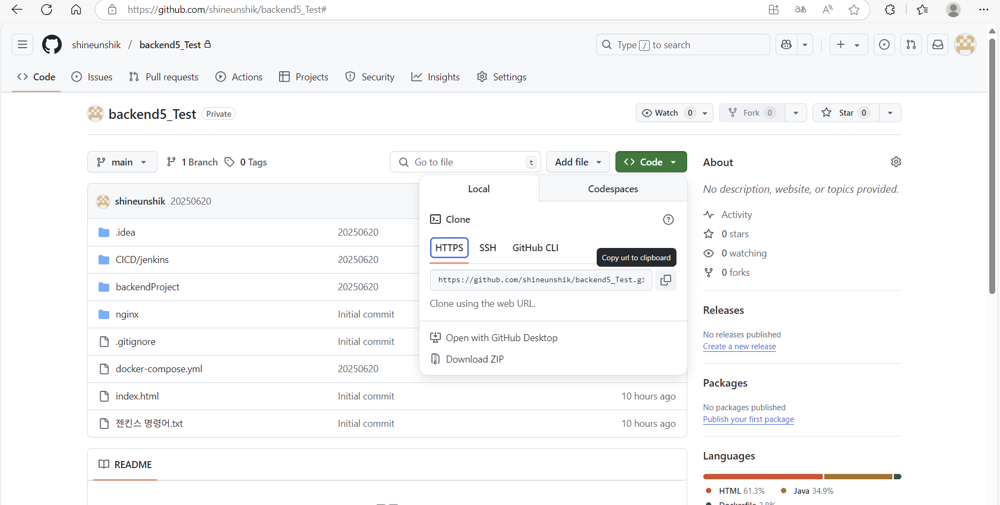 https://github.com/shineunshik/backend5_Test#
shineunshik / backend5_Test
Type / to search
Code
Issues
Pull requests
Actions
Projects
Security
Insights
Settings
backend5_Test Private
Watch 0
Fork 0
Star 0
main
1 Branch
0 Tags
Go to file t
Add file
Code
shineunshik 20250620
.idea 20250620
CICD/jenkins 20250620
backendProject 20250620
nginx Initial commit
.gitignore Initial commit
docker-compose.yml 20250620
index.html Initial commit 10 hours ago
젠킨스 명령어.txt Initial commit 10 hours ago
README
Local
Codespaces
Clone
HTTPS
SSH
GitHub CLI
Copy url to clipboard
https://github.com/shineunshik/backend5_Test.gi
Clone using the web URL.
Open with GitHub Desktop
Download ZIP
About
No description, website, or topics provided.
Activity
0 stars
0 watching
0 forks
Releases
No releases published
Create a new release
Packages
No packages published
Publish your first package
Languages
HTML 61.3%
Java 34.9%
Dockerfile 3.8%